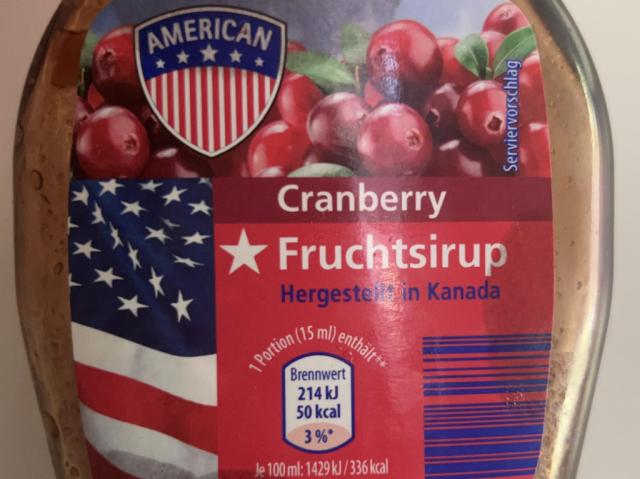 AMERICAN
Serviervorschlag
Cranberry
Fruchtsirup
Hergestellt in Kanada
1 Portion (15 ml) enthält**
Brennwert
214 kJ
50 kcal
3 %*
Je 100 ml: 1429 kJ / 336 kcal